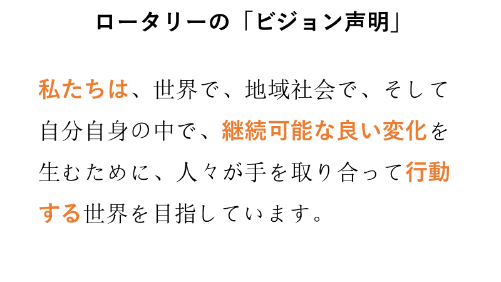 ロータリーの「ビジョン声明」
私たちは、世界で、地域社会で、そして
自分自身の中で、継続可能な良い変化を
生むために、人々が手を取り合って行動
する世界を目指しています。